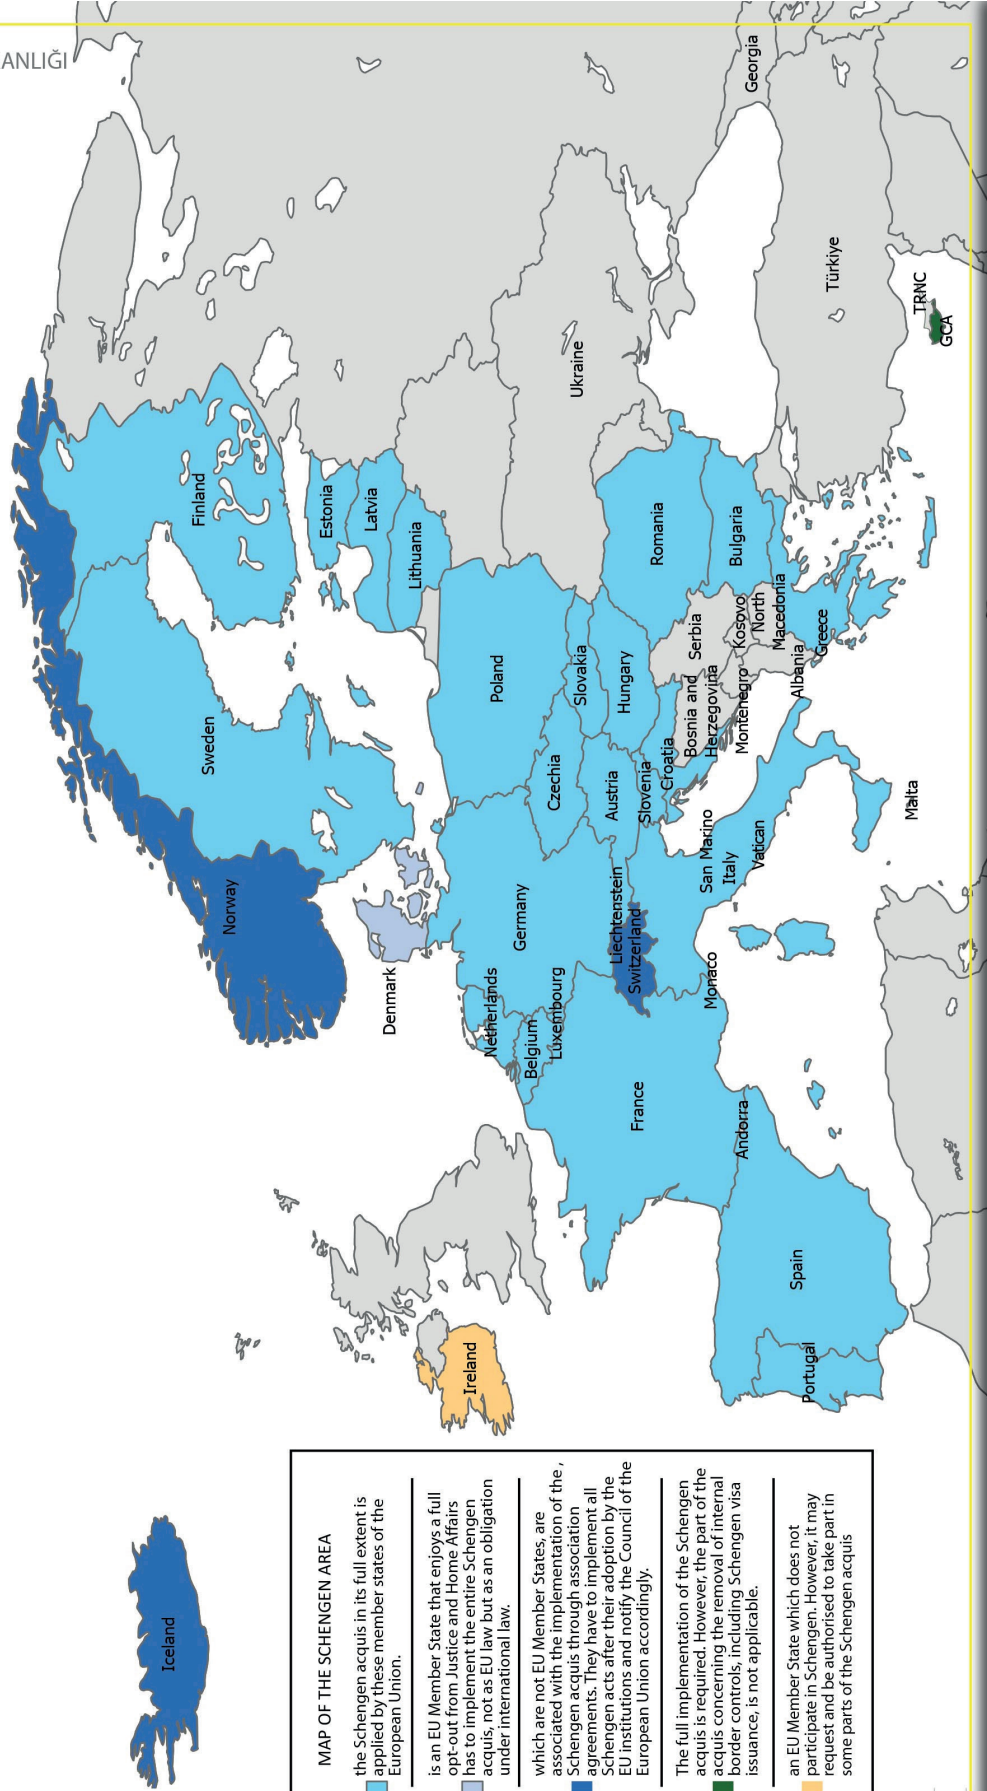 ANLIĞI
Georgia
Türkiye
TRNC
GCA
Ukraine
Finland
Estonia
Latvia
Lithuania
Romania
Bulgaria
Sweden
Poland
Slovakia
Hungary
Serbia
Kosovo
North
Macedonia
Greece
Albania
Bosnia and
Herzegovina
Montenegro
Croatia
Slovenia
Austria
Czechia
Norway
Denmark
Germany
Liechtenstein
Switzerland
San Marino
Italy
Vatican
Malta
Monaco
Netherlands
Belgium
Luxembourg
France
Andorra
Spain
Portugal
Ireland
Iceland
MAP OF THE SCHENGEN AREA
the Schengen acquis in its full extent is
applied by these member states of the
European Union.
is an EU Member State that enjoys a full
opt-out from Justice and Home Affairs
has to implement the entire Schengen
acquis, not as EU law but as an obligation
under international law.
which are not EU Member States, are
associated with the implementation of the ,
Schengen acquis through association
agreements. They have to implement all
Schengen acts after their adoption by the
EU institutions and notify the Council of the
European Union accordingly.
The full implementation of the Schengen
acquis is required. However, the part of the
acquis concerning the removal of internal
border controls, including Schengen visa
issuance, is not applicable.
an EU Member State which does not
participate in Schengen. However, it may
request and be authorised to take part in
some parts of the Schengen acquis